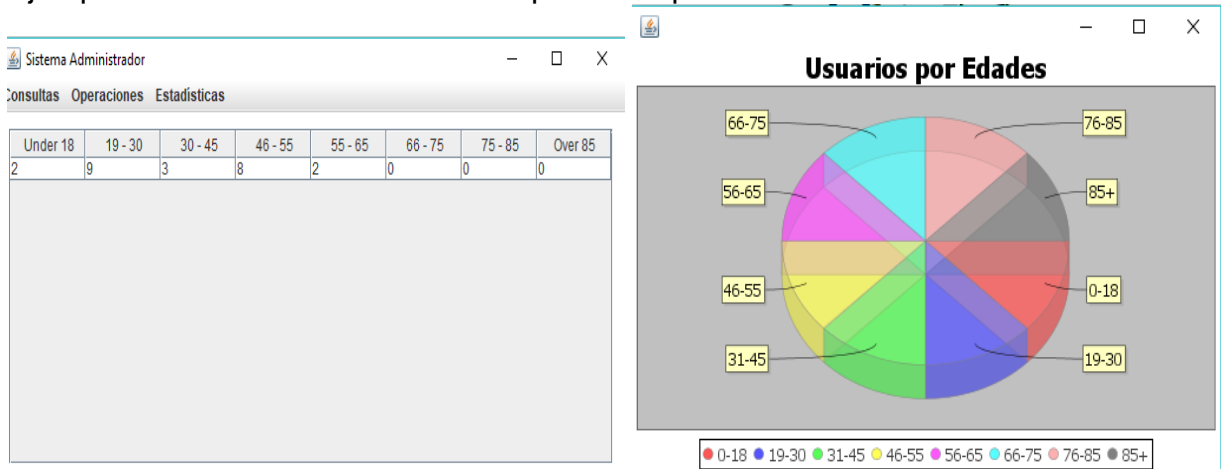 Sistema Administrador
Consultas Operaciones Estadísticas
Under 18 19 - 30 30 - 45 46 - 55 55 - 65 66 - 75 75 - 85 Over 85
2 9 3 8 2 0 0 0
Usuarios por Edades
66-75 76-85
56-65 85+
46-55 0-18
31-45 19-30
0-18 19-30 31-45 46-55 56-65 66-75 76-85 85+